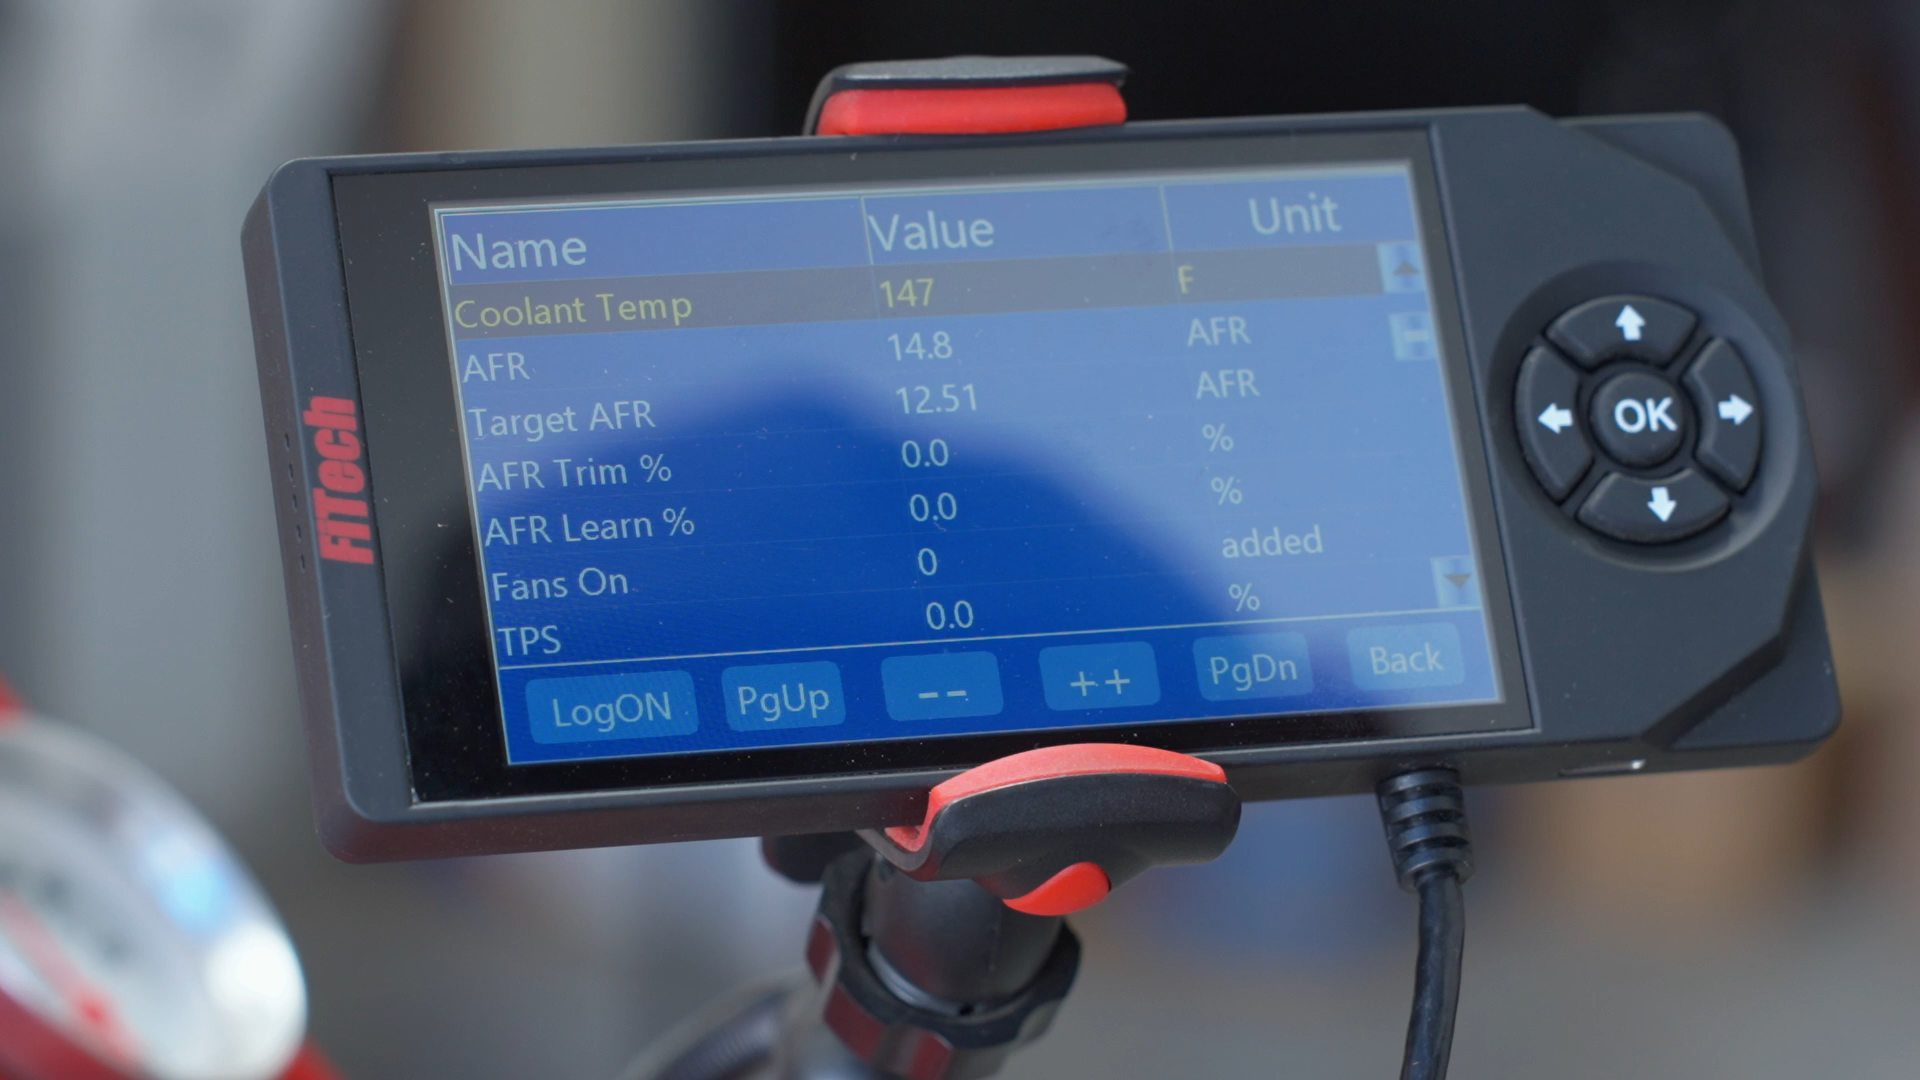 Name Value Unit
Coolant Temp 147 F
AFR 14.8 AFR
Target AFR 12.51 AFR
AFR Trim % 0.0 %
AFR Learn % 0.0 %
Fans On 0 added
TPS 0.0 %
LogON PgUp -- ++ PgDn Back
FiTech
OK